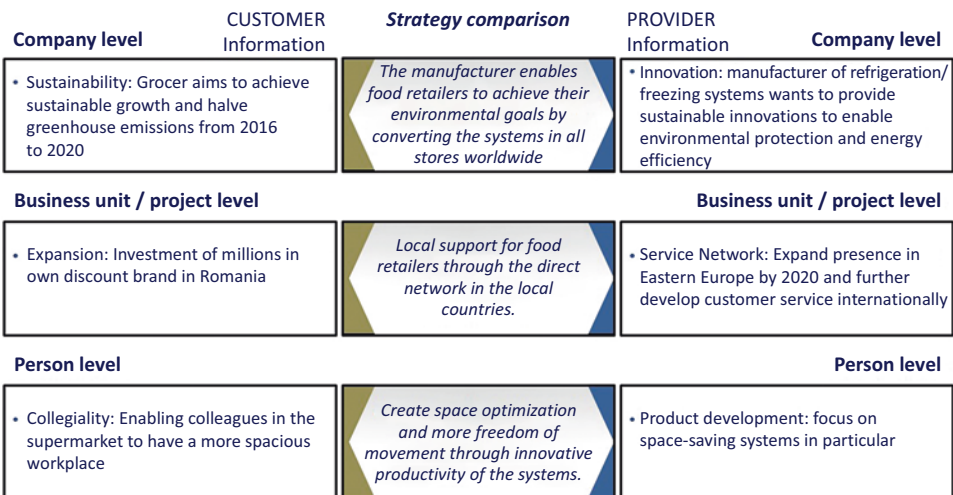 CUSTOMER
Information
Strategy comparison
PROVIDER
Information
Company level
Company level
• Sustainability: Grocer aims to achieve
sustainable growth and halve
greenhouse emissions from 2016
to 2020
The manufacturer enables
food retailers to achieve their
environmental goals by
converting the systems in all
stores worldwide
• Innovation: manufacturer of refrigeration/
freezing systems wants to provide
sustainable innovations to enable
environmental protection and energy
efficiency
Business unit / project level
Business unit / project level
• Expansion: Investment of millions in
own discount brand in Romania
Local support for food
retailers through the direct
network in the local
countries.
• Service Network: Expand presence in
Eastern Europe by 2020 and further
develop customer service internationally
Person level
Person level
• Collegiality: Enabling colleagues in the
supermarket to have a more spacious
workplace
Create space optimization
and more freedom of
movement through innovative
productivity of the systems.
• Product development: focus on
space-saving systems in particular